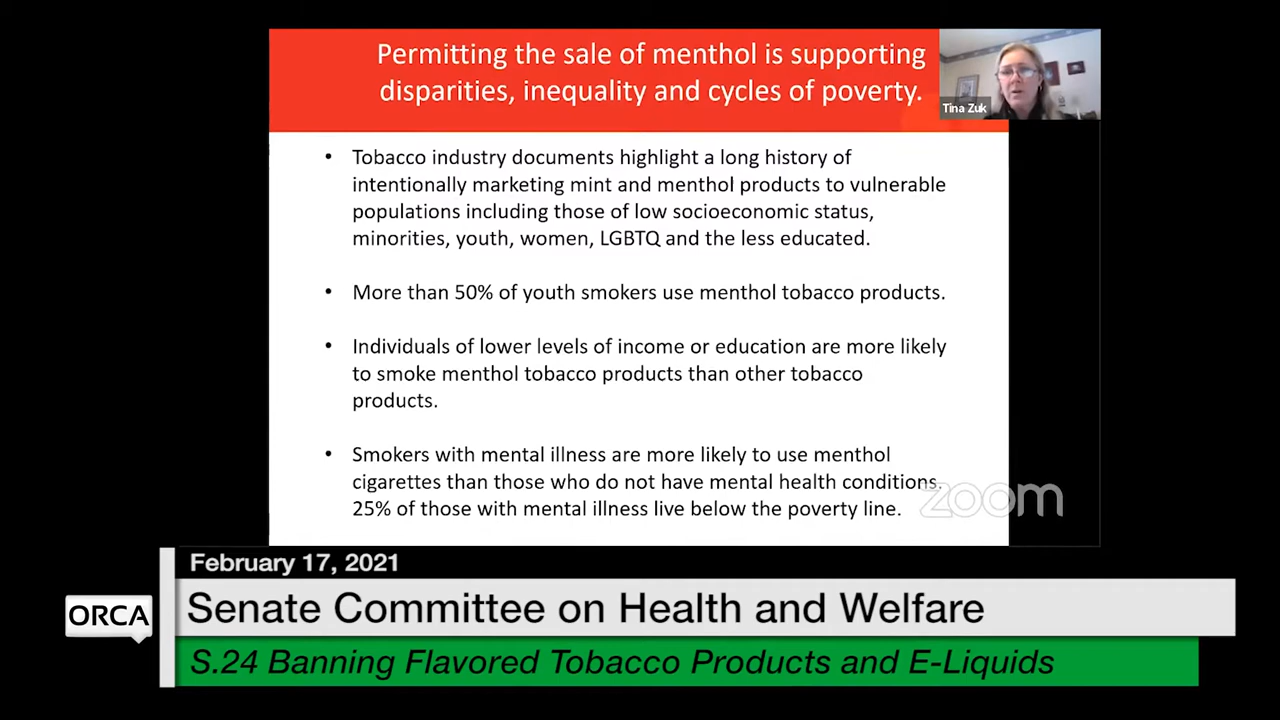 Permitting the sale of menthol is supporting
disparities, inequality and cycles of poverty.
Tina Zuk
• Tobacco industry documents highlight a long history of
intentionally marketing mint and menthol products to vulnerable
populations including those of low socioeconomic status,
minorities, youth, women, LGBTQ and the less educated.
• More than 50% of youth smokers use menthol tobacco products.
• Individuals of lower levels of income or education are more likely
to smoke menthol tobacco products than other tobacco
products.
• Smokers with mental illness are more likely to use menthol
cigarettes than those who do not have mental health conditions.
25% of those with mental illness live below the poverty line.
zoom
February 17, 2021
ORCA
Senate Committee on Health and Welfare
S.24 Banning Flavored Tobacco Products and E-Liquids